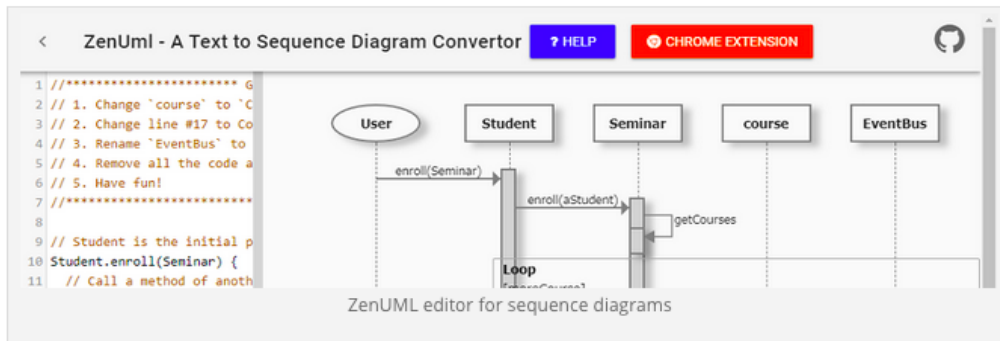 ZenUml - A Text to Sequence Diagram Convertor
? HELP
CHROME EXTENSION
1 //*********************** G
2 // 1. Change `course` to `C
3 // 2. Change line #17 to Co
4 // 3. Rename `EventBus` to
5 // 4. Remove all the code a
6 // 5. Have fun!
7 //*************************
8
9 // Student is the initial p
10 Student.enroll(Seminar) {
11 // Call a method of anoth
User
Student
Seminar
course
EventBus
enroll(Seminar)
enroll(aStudent)
getCourses
Loop
ZenUML editor for sequence diagrams